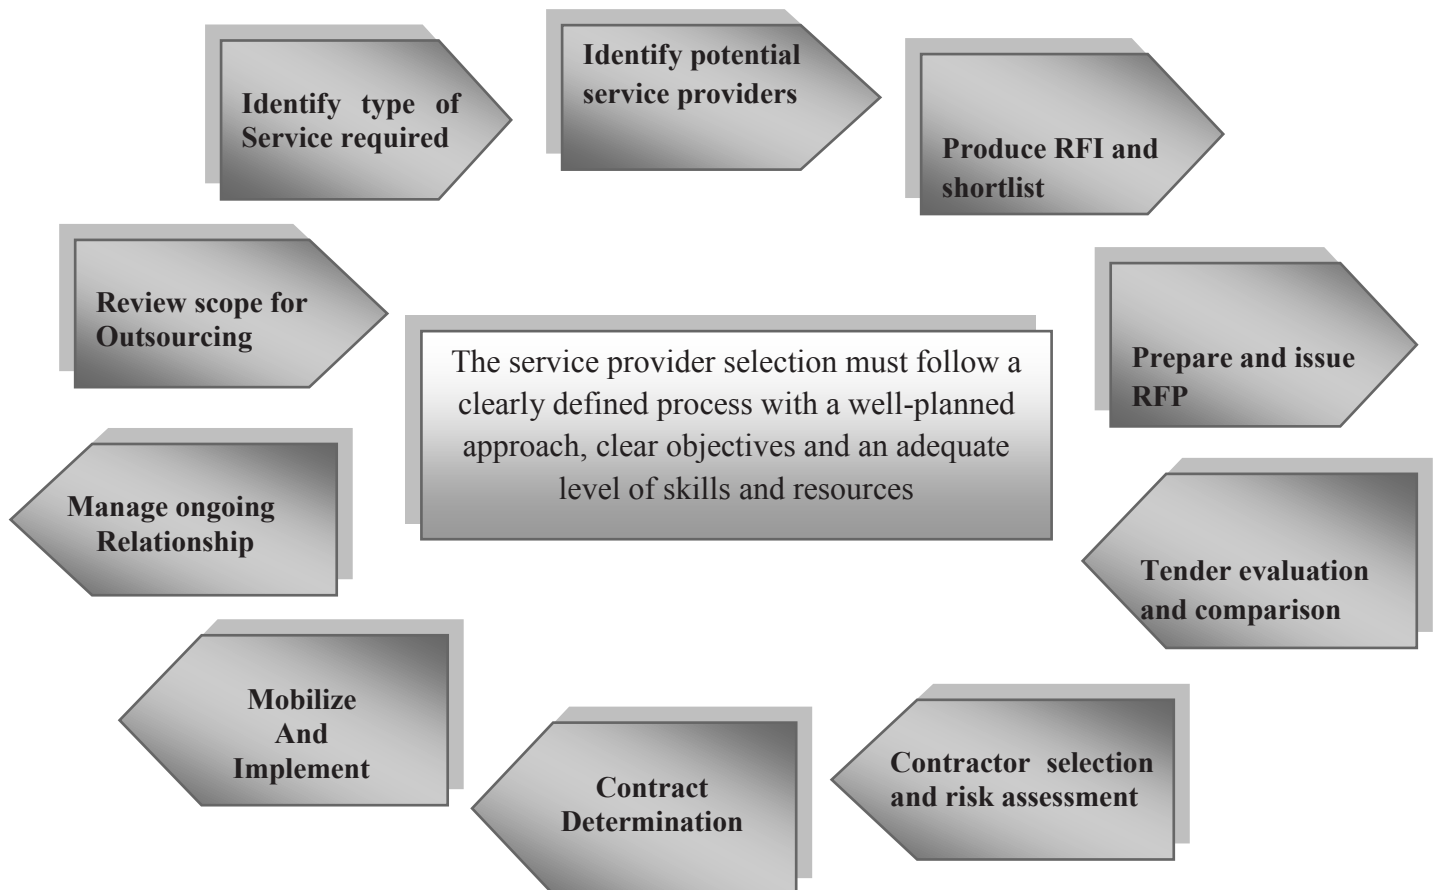 Identify type of
Service required
Identify potential
service providers
Produce RFI and
shortlist
Prepare and issue
RFP
Tender evaluation
and comparison
Contractor selection
and risk assessment
Contract
Determination
Mobilize
And
Implement
Manage ongoing
Relationship
Review scope for
Outsourcing
The service provider selection must follow a
clearly defined process with a well-planned
approach, clear objectives and an adequate
level of skills and resources